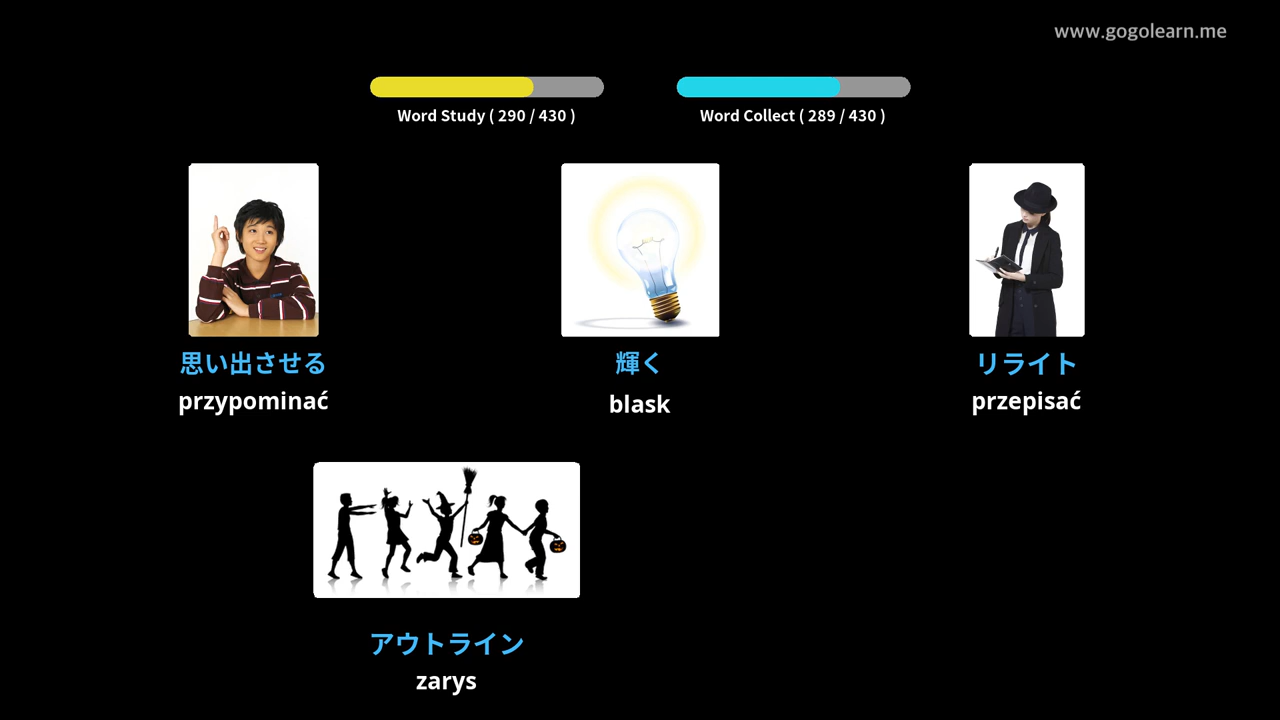 www.gogolearn.me
Word Study ( 290 / 430 )
Word Collect ( 289 / 430 )
思い出させる
輝く
リライト
przypominać
blask
przepisać
アウトライン
zarys